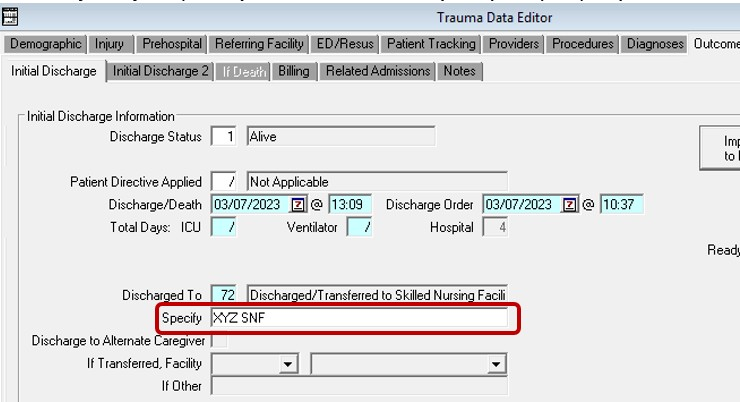 Trauma Data Editor
Demographic Injury Prehospital Referring Facility ED/Resus Patient Tracking Providers Procedures Diagnoses Outcome
Initial Discharge Initial Discharge 2 If Death Billing Related Admissions Notes
Initial Discharge Information
Discharge Status 1 Alive
Imp
to
Patient Directive Applied / Not Applicable
Discharge/Death 03/07/2023 @ 13:09 Discharge Order 03/07/2023 @ 10:37
Total Days: ICU / Ventilator / Hospital 4
Ready
Discharged To 72 Discharged/Transferred to Skilled Nursing Facili
Specify XYZ SNF
Discharge to Alternate Caregiver
If Transferred, Facility
If Other